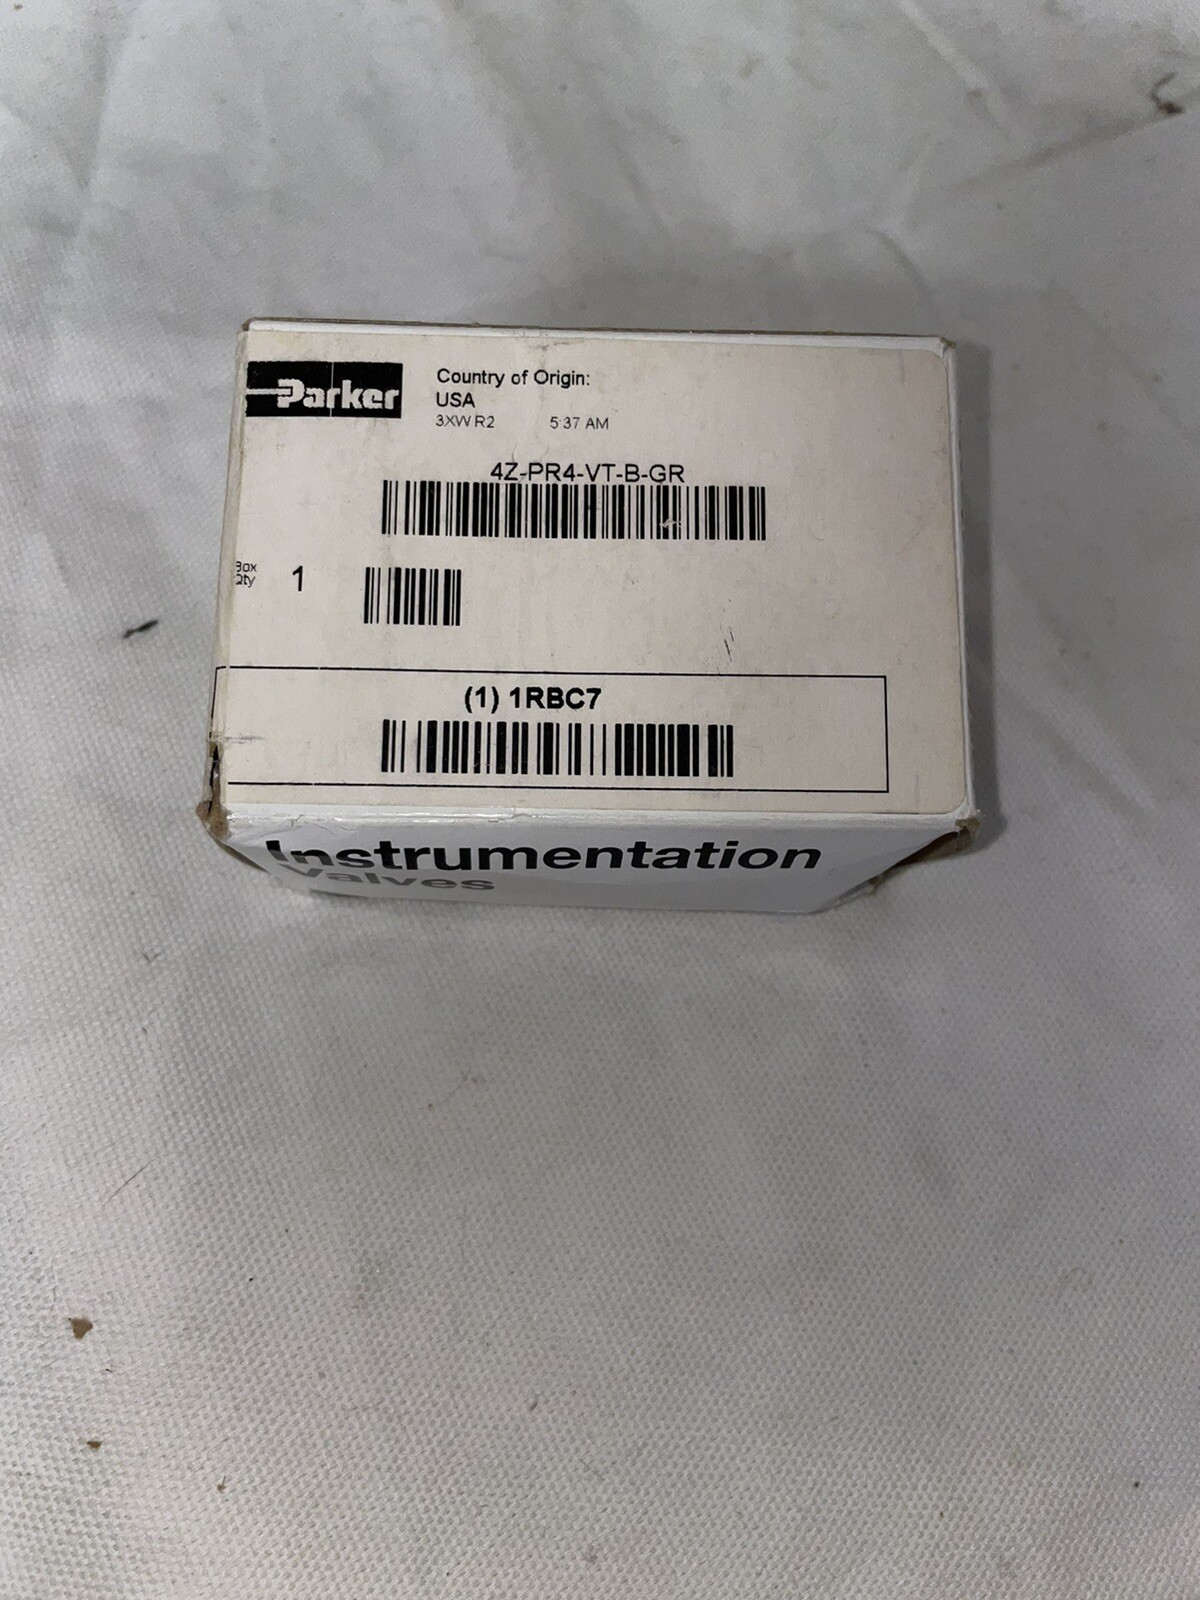 Parker
Country of Origin:
USA
3XW R2 5:37 AM
4Z-PR4-VT-B-GR
Box
Qty
1
(1) 1RBC7
Instrumentation
Valves